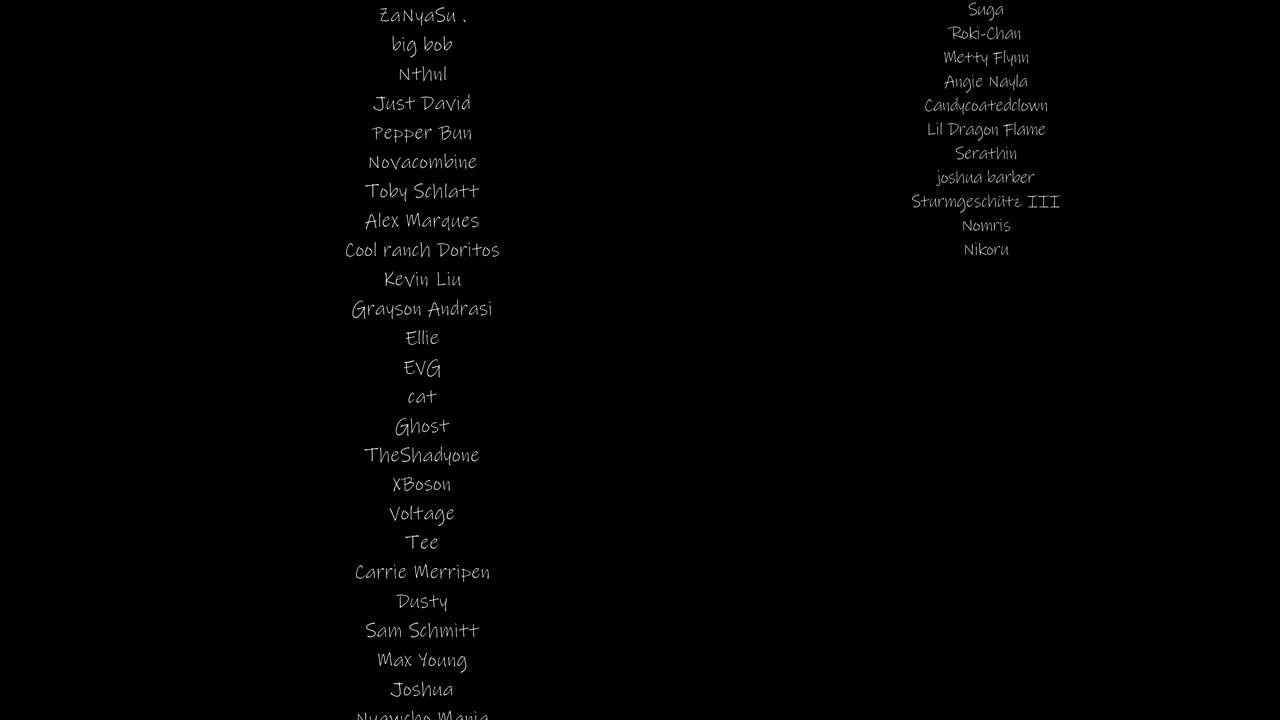 ZaNyaSu .
big bob
Nthnl
Just David
Pepper Bun
Novacombine
Toby Schlatt
Alex Marques
Cool ranch Doritos
Kevin Liu
Grayson Andrasi
Ellie
EVG
cat
Ghost
TheShadyone
XBoson
Voltage
Tee
Carrie Merripen
Dusty
Sam Schmitt
Max Young
Joshua
Suga
Roki-Chan
Metty Flynn
Angie Nayla
Candycoatedclown
Lil Dragon Flame
Serathin
joshua barber
Sturmgeschütz III
Nomris
Nikoru